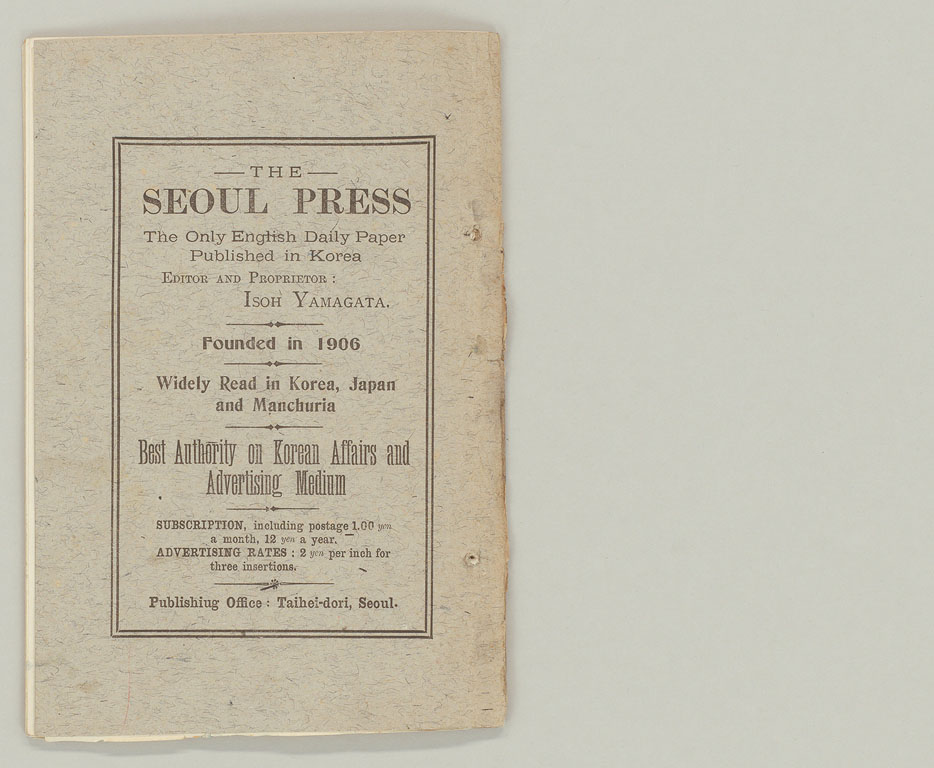 THE
SEOUL PRESS
The Only English Daily Paper
Published in Korea
EDITOR AND PROPRIETOR :
ISOH YAMAGATA.
Founded in 1906
Widely Read in Korea, Japan
and Manchuria
Best Authority on Korean Affairs and
Advertising Medium
SUBSCRIPTION, including postage 1.00 yen
a month, 12 yen a year.
ADVERTISING RATES : 2 yen per inch for
three insertions.
Publishiug Office : Taihei-dori, Seoul.